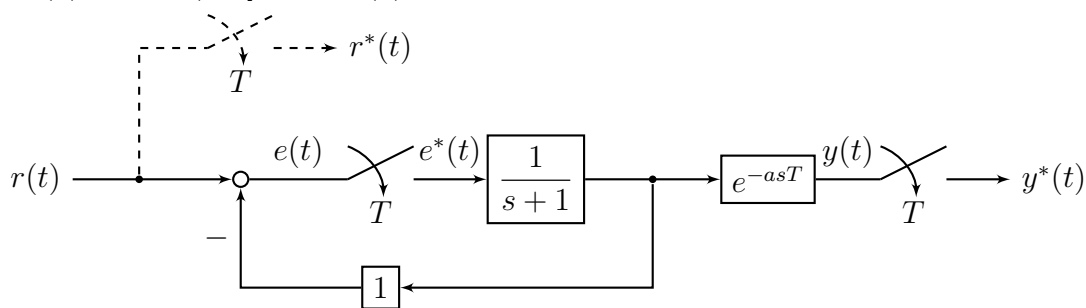 r*(t)
T
r(t)
e(t)
T
e*(t)
1
s + 1
e^{-asT}
y(t)
T
y*(t)
−
1